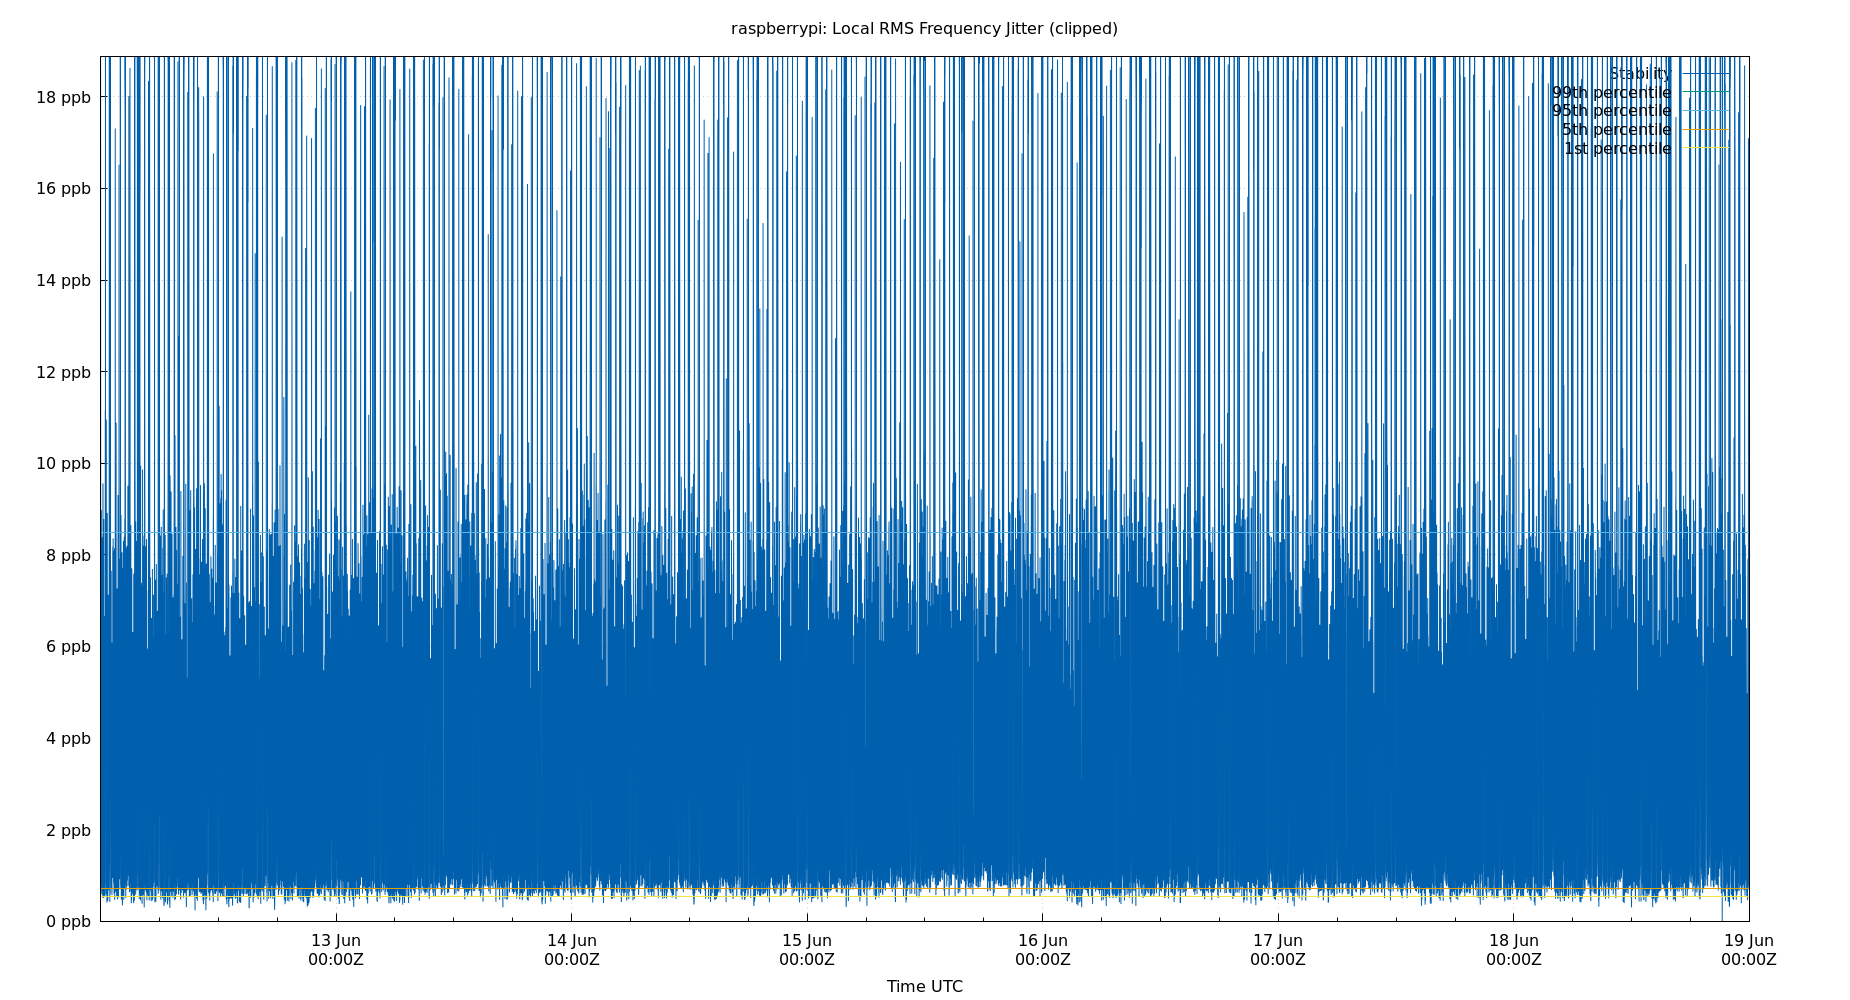 raspberrypi: Local RMS Frequency Jitter (clipped)
Stability
99th percentile
95th percentile
5th percentile
1st percentile
18 ppb
16 ppb
14 ppb
12 ppb
10 ppb
8 ppb
6 ppb
4 ppb
2 ppb
0 ppb
13 Jun 14 Jun 15 Jun 16 Jun 17 Jun 18 Jun 19 Jun
00:00Z 00:00Z 00:00Z 00:00Z 00:00Z 00:00Z 00:00Z
Time UTC